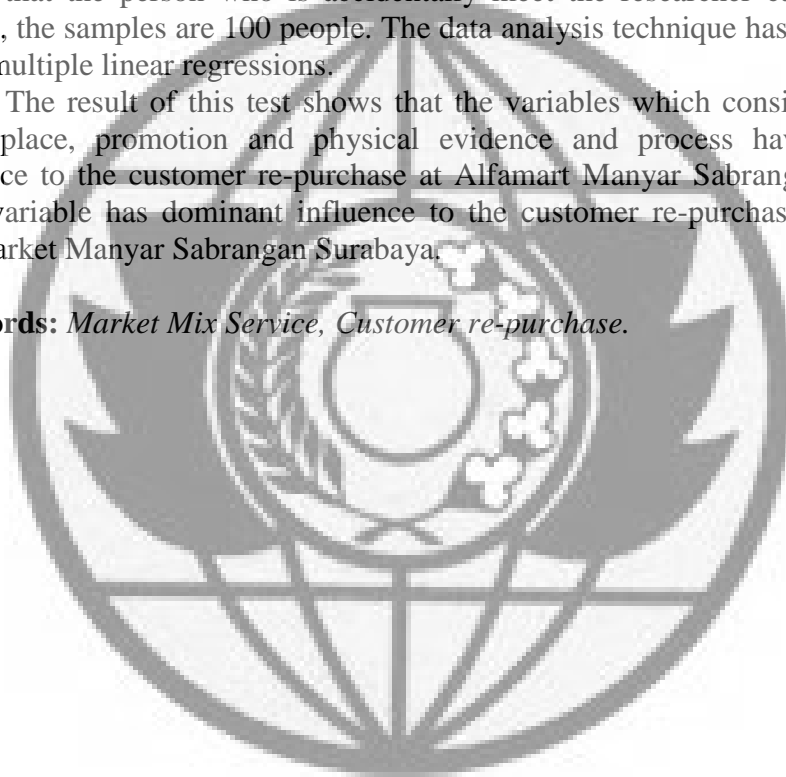 that the person who is accidentally meet the researcher
, the samples are 100 people. The data analysis technique has
multiple linear regressions.
The result of this test shows that the variables which consi
place, promotion and physical evidence and process hav
ce to the customer re-purchase at Alfamart Manyar Sabrang
variable has dominant influence to the customer re-purchas
arket Manyar Sabrangan Surabaya.
ords: Market Mix Service, Customer re-purchase.